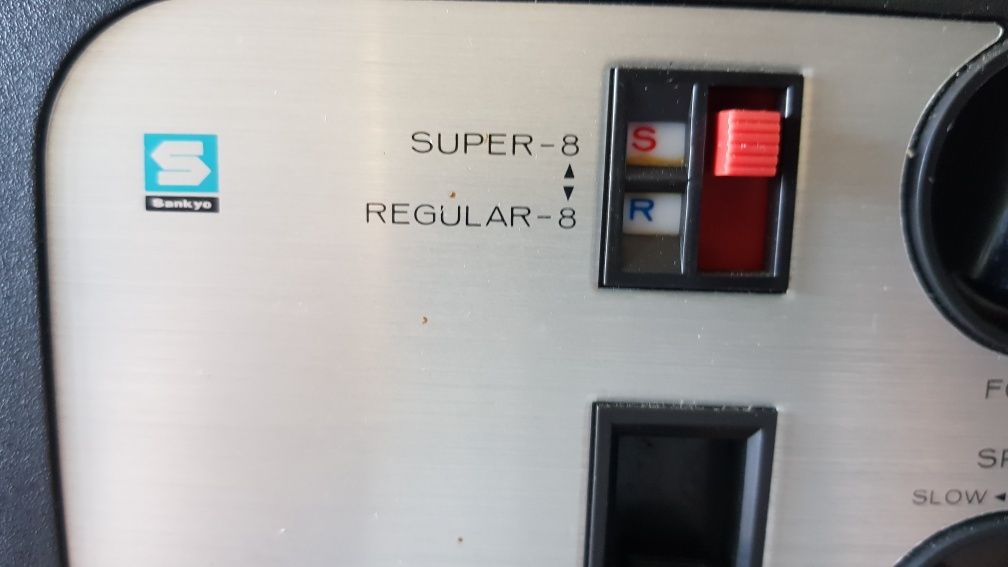 SUPER-8
S
Sankyo
REGULAR-8
R
SLOW